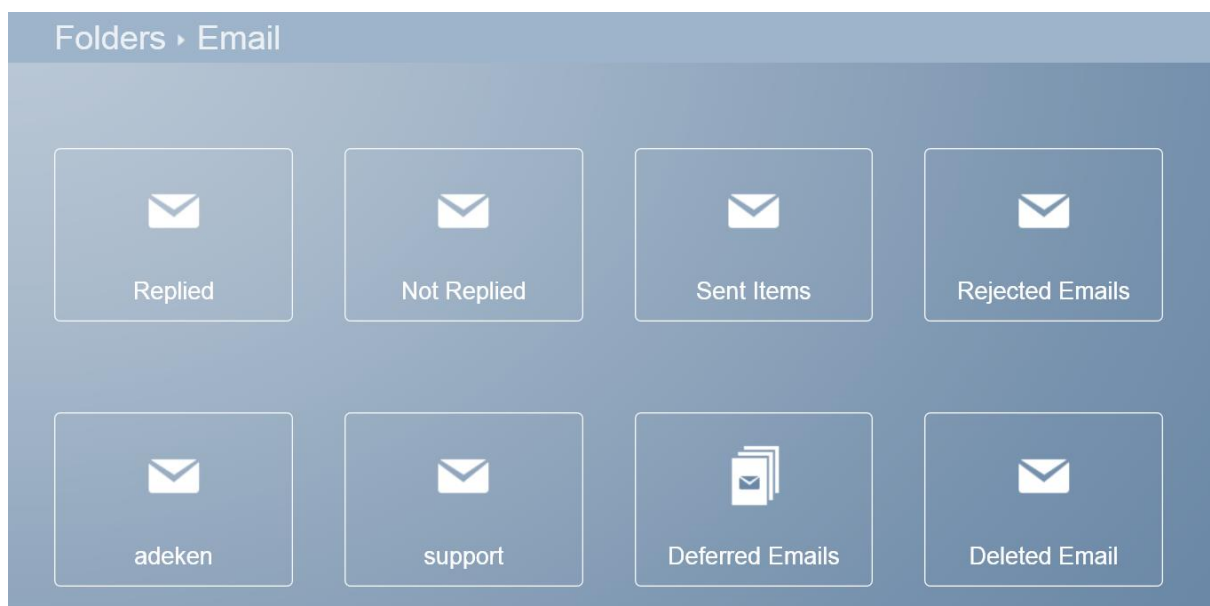 Folders ▸ Email
Replied
Not Replied
Sent Items
Rejected Emails
adeken
support
Deferred Emails
Deleted Email